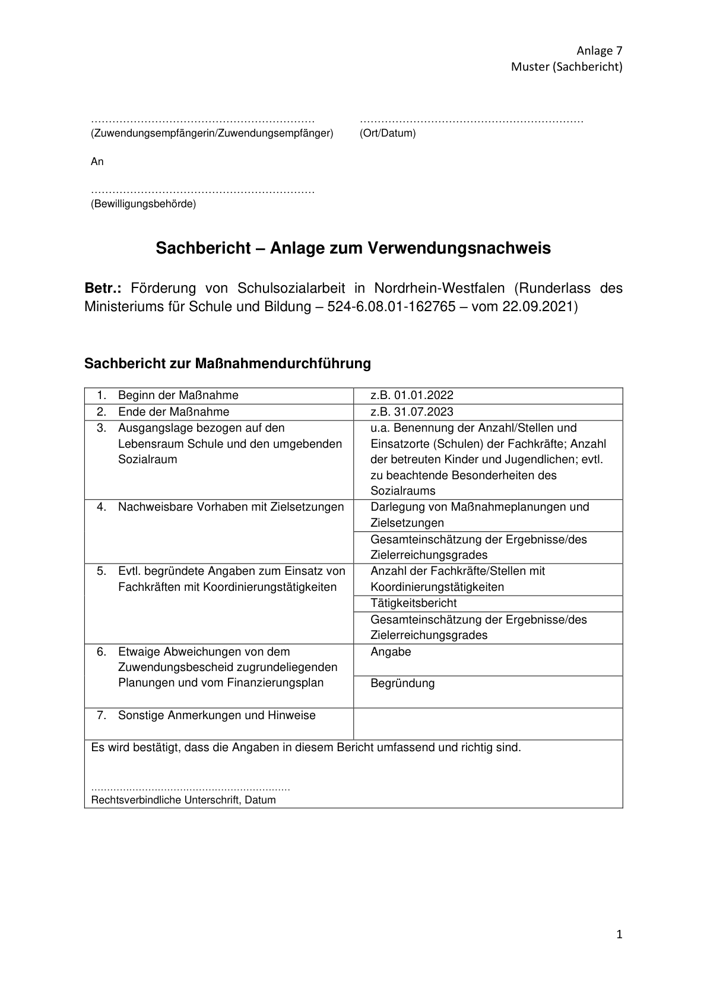 Anlage 7
Muster (Sachbericht)
…………………………………………………….. ……………………………………………………..
(Zuwendungsempfängerin/Zuwendungsempfänger) (Ort/Datum)
An
……………………………………………………..
(Bewilligungsbehörde)
Sachbericht – Anlage zum Verwendungsnachweis
Betr.: Förderung von Schulsozialarbeit in Nordrhein-Westfalen (Runderlass des
Ministeriums für Schule und Bildung – 524-6.08.01-162765 – vom 22.09.2021)
Sachbericht zur Maßnahmendurchführung
1. Beginn der Maßnahme
z.B. 01.01.2022
2. Ende der Maßnahme
z.B. 31.07.2023
3. Ausgangslage bezogen auf den
Lebensraum Schule und den umgebenden
Sozialraum
u.a. Benennung der Anzahl/Stellen und
Einsatzorte (Schulen) der Fachkräfte; Anzahl
der betreuten Kinder und Jugendlichen; evtl.
zu beachtende Besonderheiten des
Sozialraums
4. Nachweisbare Vorhaben mit Zielsetzungen
Darlegung von Maßnahmeplanungen und
Zielsetzungen
Gesamteinschätzung der Ergebnisse/des
Zielerreichungsgrades
5. Evtl. begründete Angaben zum Einsatz von
Fachkräften mit Koordinierungstätigkeiten
Anzahl der Fachkräfte/Stellen mit
Koordinierungstätigkeiten
Tätigkeitsbericht
Gesamteinschätzung der Ergebnisse/des
Zielerreichungsgrades
6. Etwaige Abweichungen von dem
Zuwendungsbescheid zugrundeliegenden
Planungen und vom Finanzierungsplan
Angabe
Begründung
7. Sonstige Anmerkungen und Hinweise
Es wird bestätigt, dass die Angaben in diesem Bericht umfassend und richtig sind.
………………………………………………………
Rechtsverbindliche Unterschrift, Datum
1